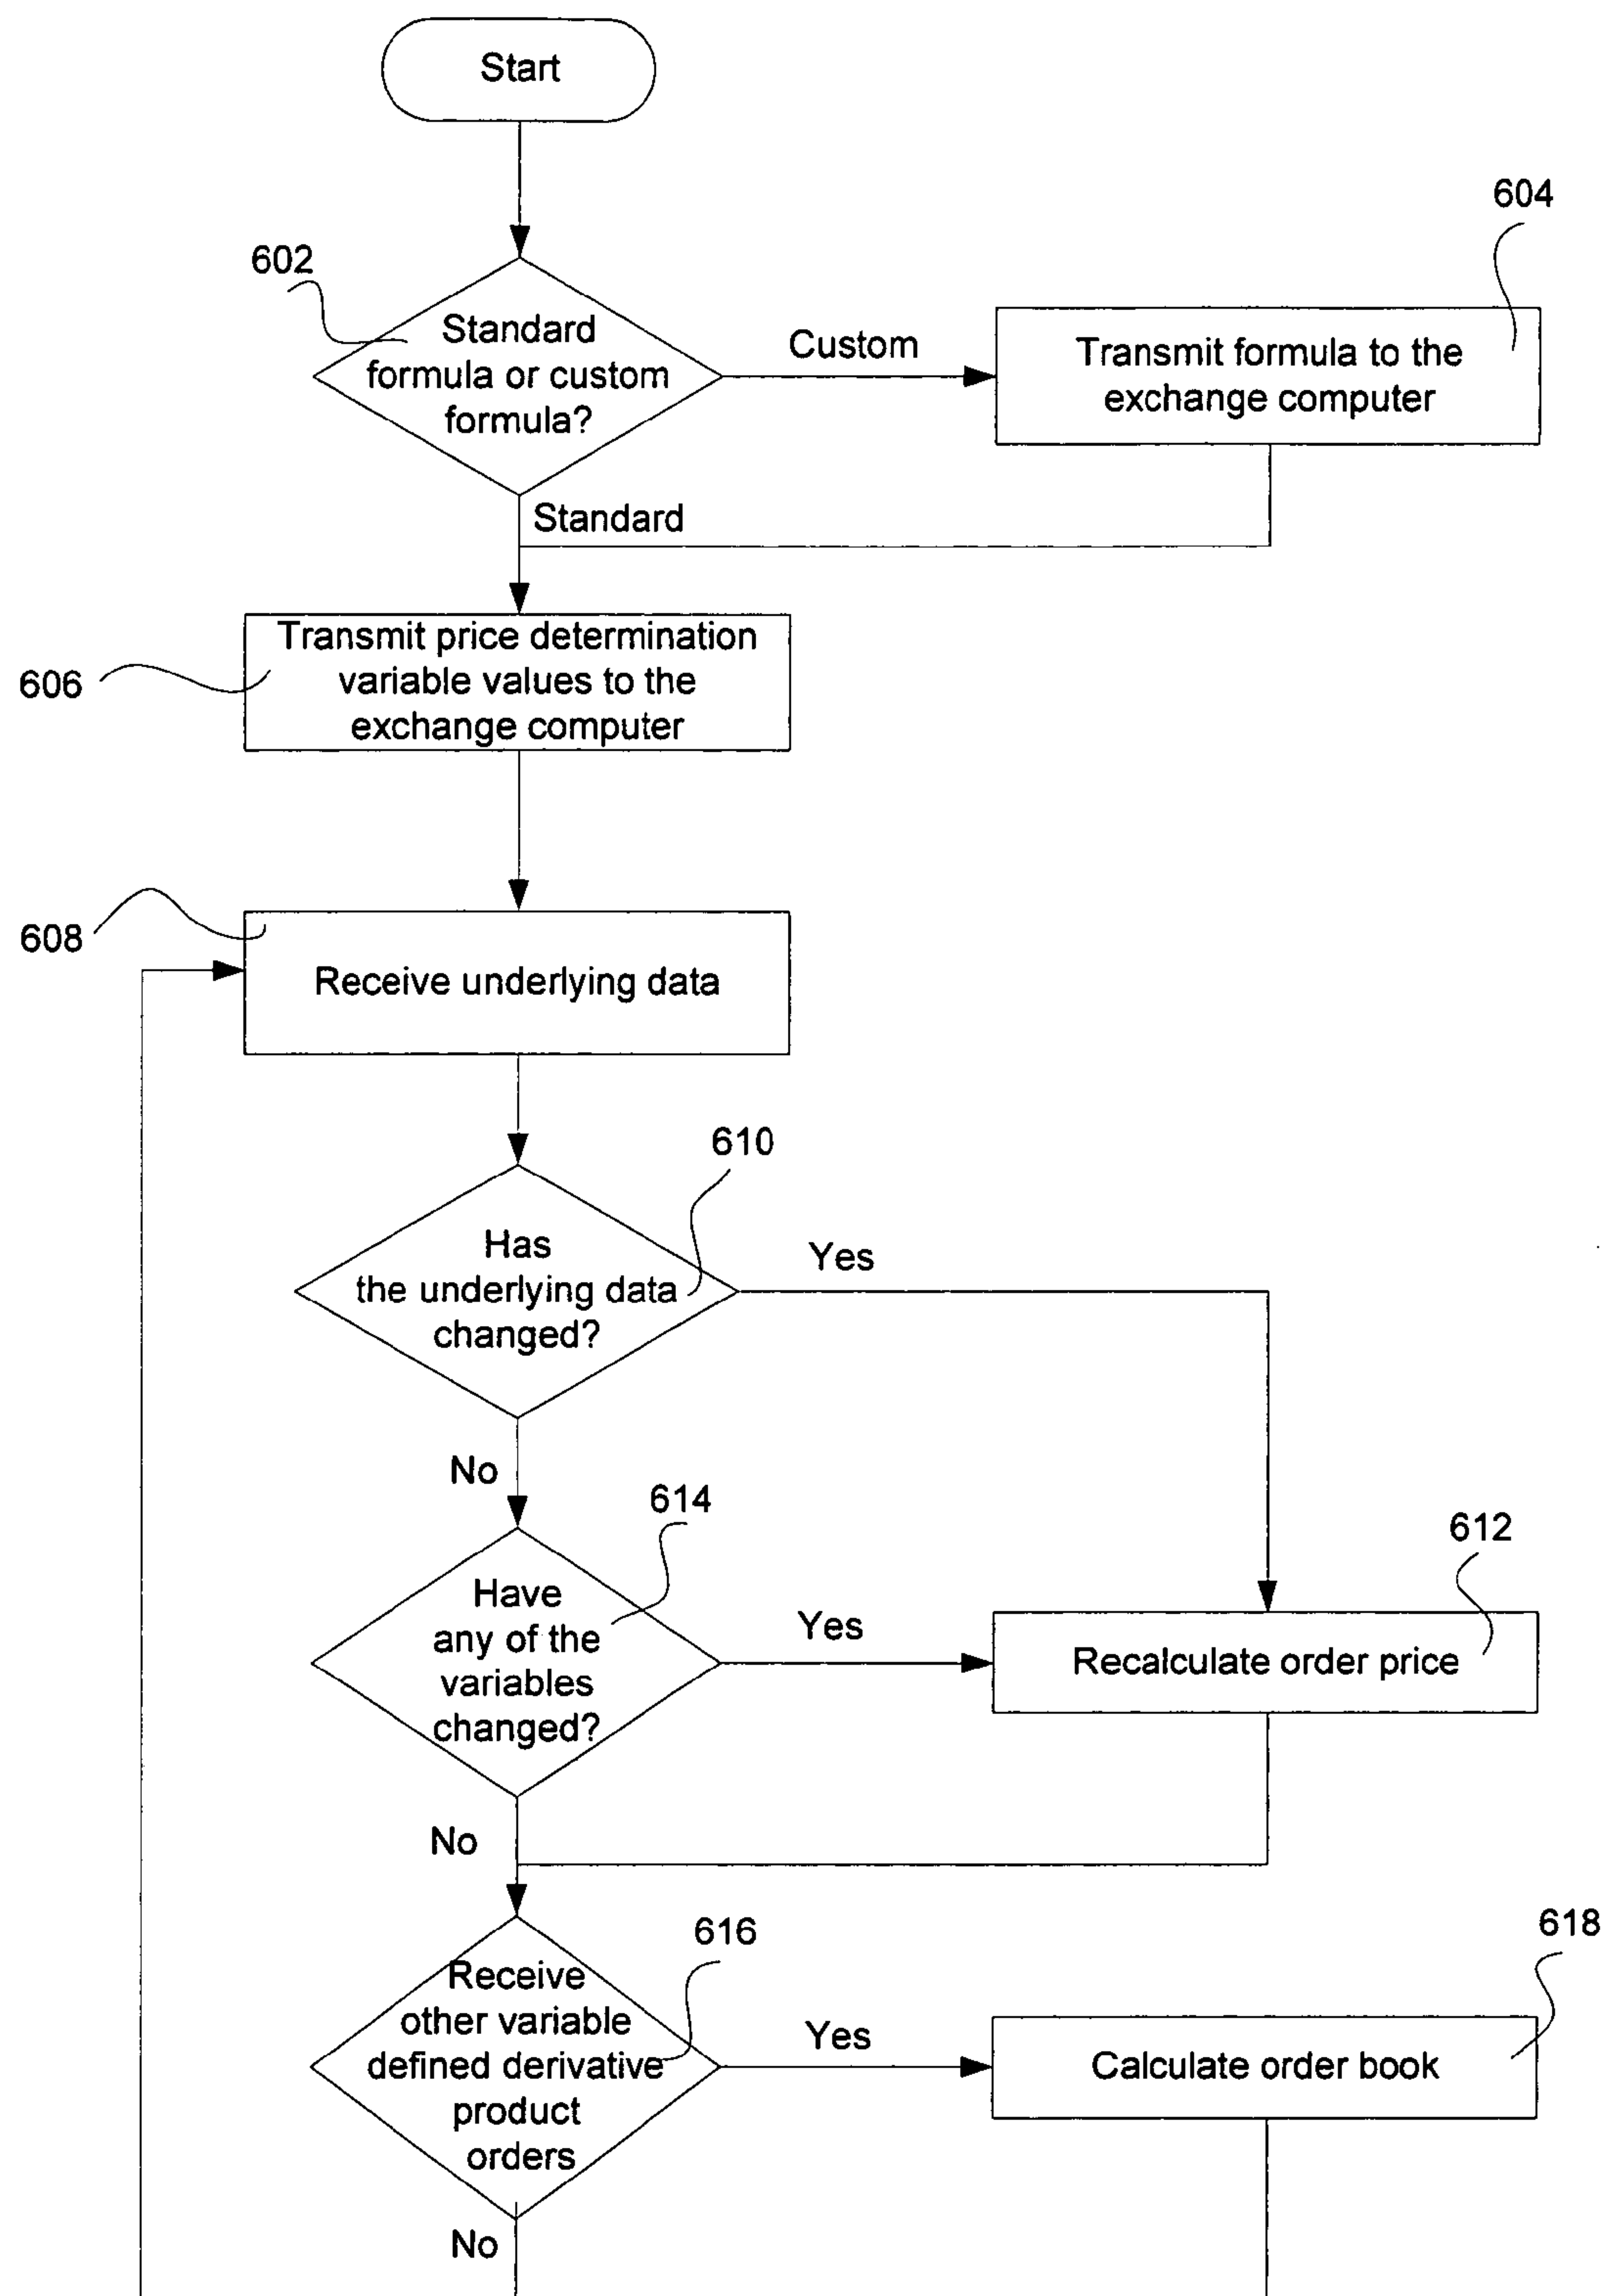 Start
604
602
Standard
formula or custom
formula?
Custom
Transmit formula to the
exchange computer
Standard
Transmit price determination
variable values to the
exchange computer
606
608
Receive underlying data
610
Has
the underlying data
changed?
Yes
No
614
612
Have
any of the
variables
changed?
Yes
Recalculate order price
No
616
618
Receive
other variable
defined derivative
product
orders
Yes
Calculate order book
No